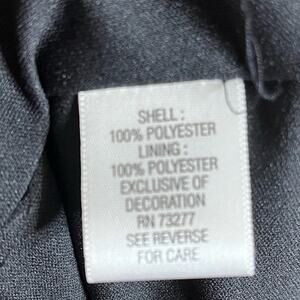 SHELL:
100% POLYESTER
LINING:
100% POLYESTER
EXCLUSIVE OF
DECORATION
RN 73277
SEE REVERSE
FOR CARE